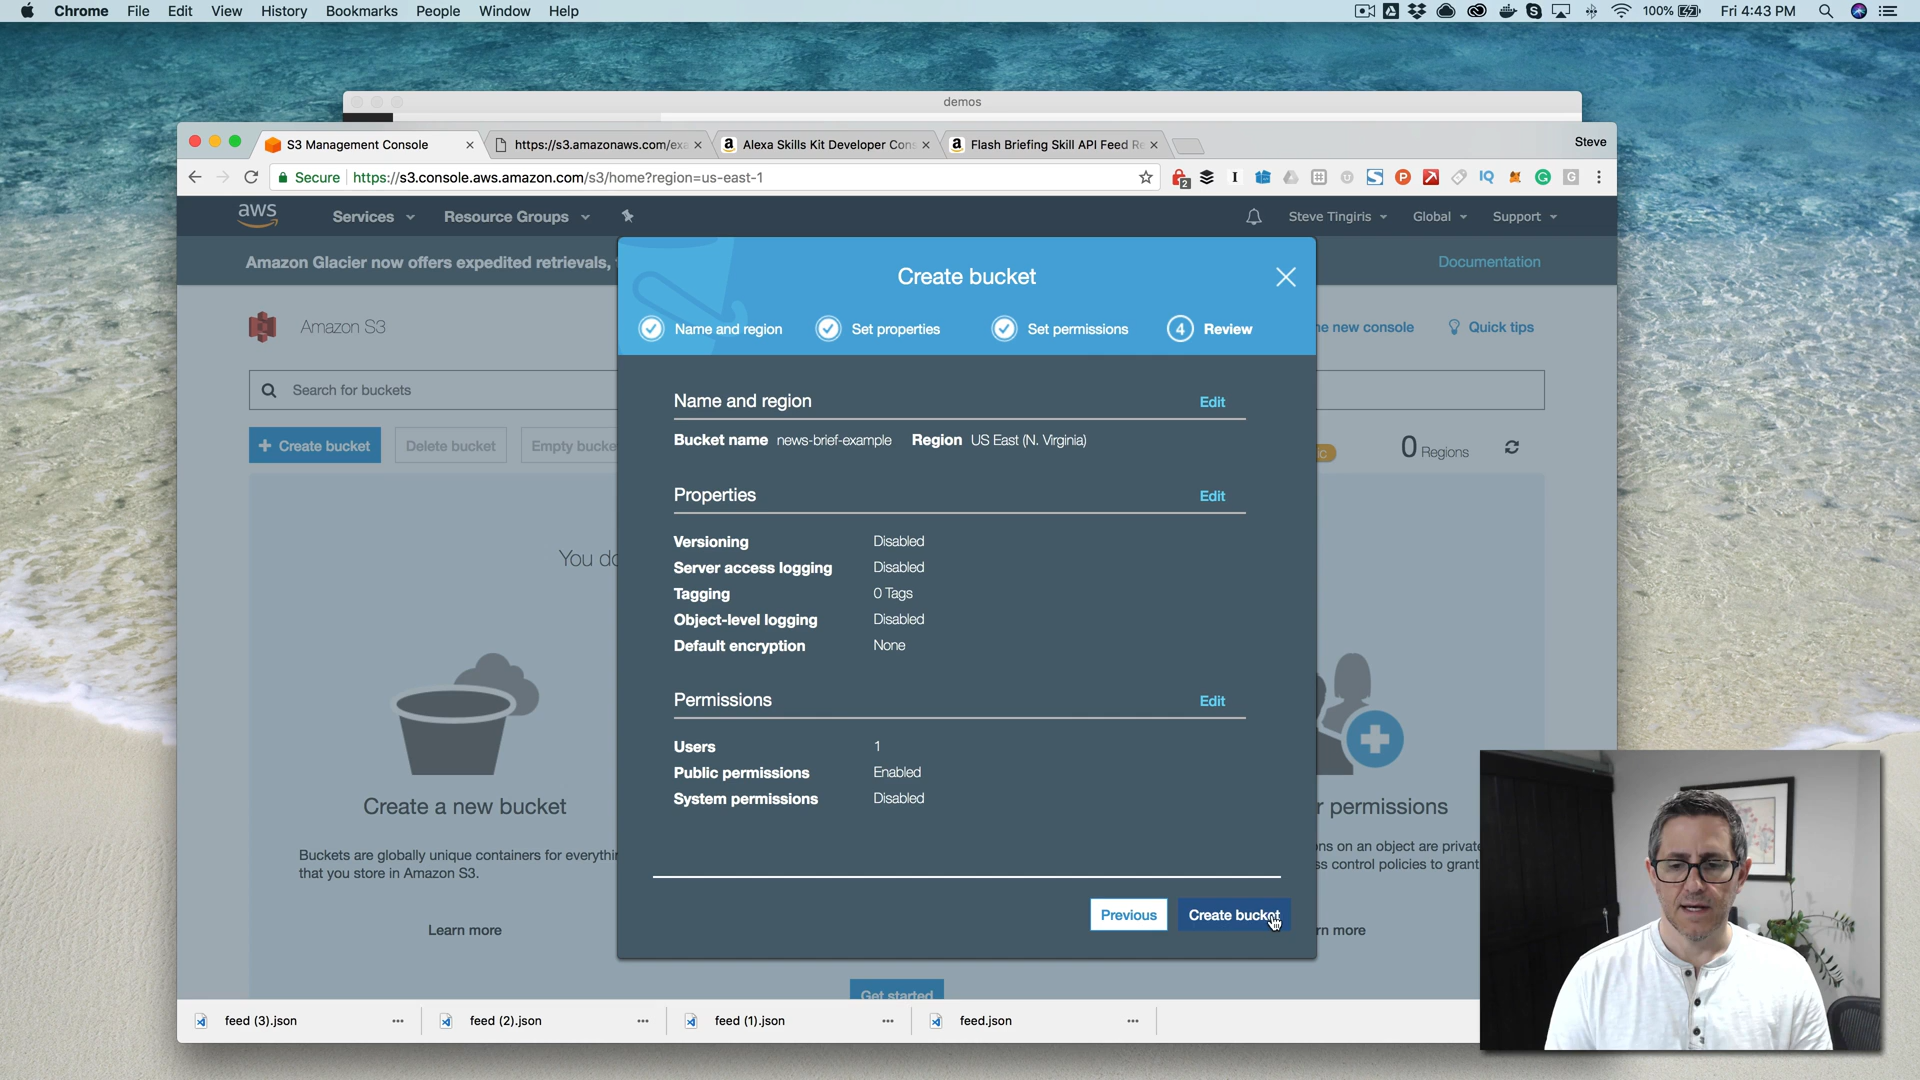 Chrome File Edit View History Bookmarks People Window Help 100% Fri 4:43 PM
demos
S3 Management Console https://s3.amazonaws.com/exa Alexa Skills Kit Developer Cons Flash Briefing Skill API Feed Re Steve
Secure https://s3.console.aws.amazon.com/s3/home?region=us-east-1
aws Services Resource Groups Steve Tingiris Global Support
Amazon Glacier now offers expedited retrievals, Documentation
Create bucket
Amazon S3 Name and region Set properties Set permissions 4 Review ne new console Quick tips
Search for buckets
Name and region Edit
Create bucket Delete bucket Empty bucke ic 0 Regions
Bucket name news-brief-example Region US East (N. Virginia)
Properties Edit
Versioning Disabled
You do
Server access logging Disabled
Tagging 0 Tags
Object-level logging Disabled
Default encryption None
Permissions Edit
Users 1
Public permissions Enabled
System permissions Disabled
Create a new bucket r permissions
Buckets are globally unique containers for everythin
that you store in Amazon S3.
ns on an object are private
ss control policies to grant
Previous Create bucket
Learn more rn more
Get started
feed (3).json feed (2).json feed (1).json feed.json